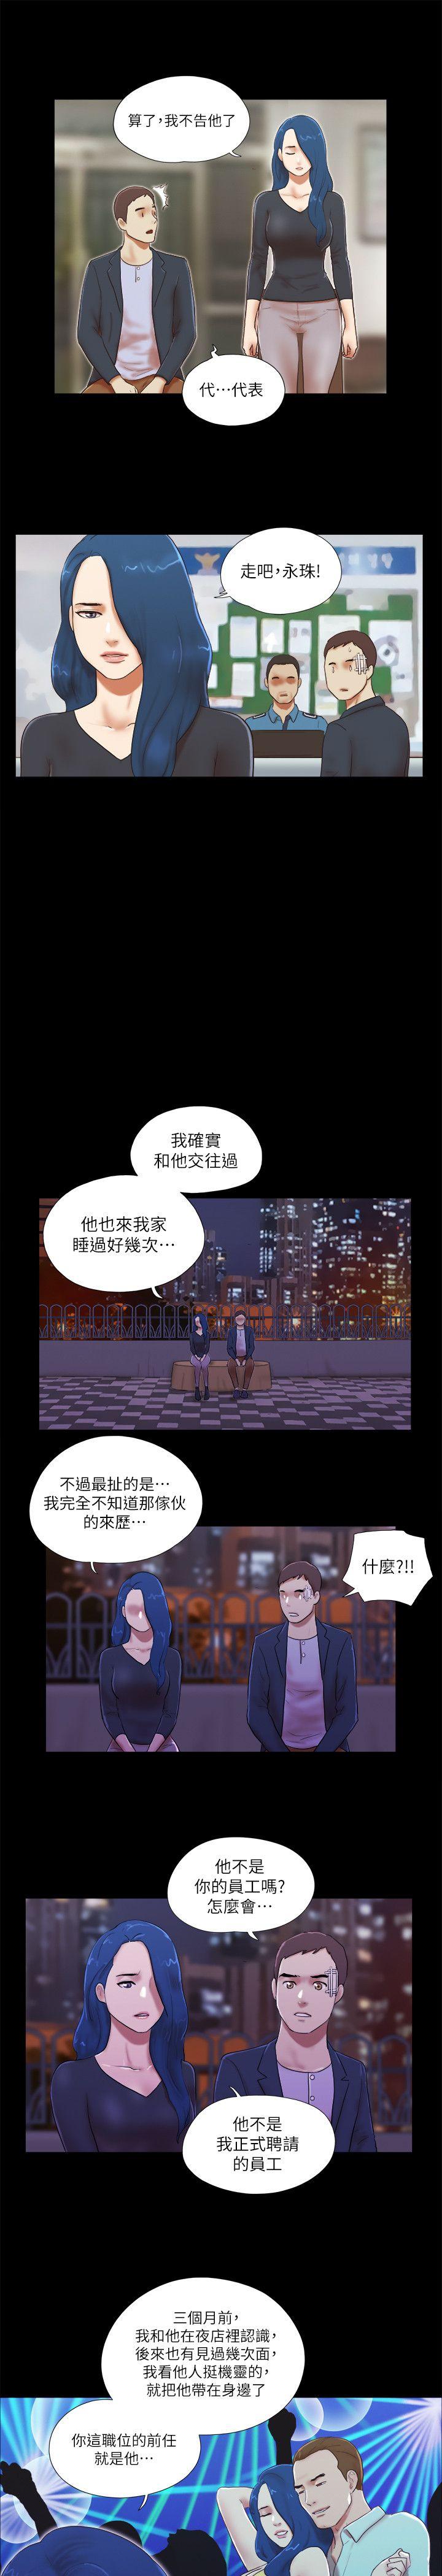 算了，我不告他了
代⋯代表
走吧，永珠！
我確實
和他交往過
他也來我家
睡過好幾次⋯
不過最扯的是⋯
我完全不知道那傢伙
的來歷⋯
什麼？！！
他不是
你的員工嗎？
怎麼會⋯
他不是
我正式聘請
的員工
三個月前，
我和他在夜店裡認識，
後來也有見過幾次面，
我看他人挺機靈的，
就把他帶在身邊了
你這職位的前任
就是他⋯